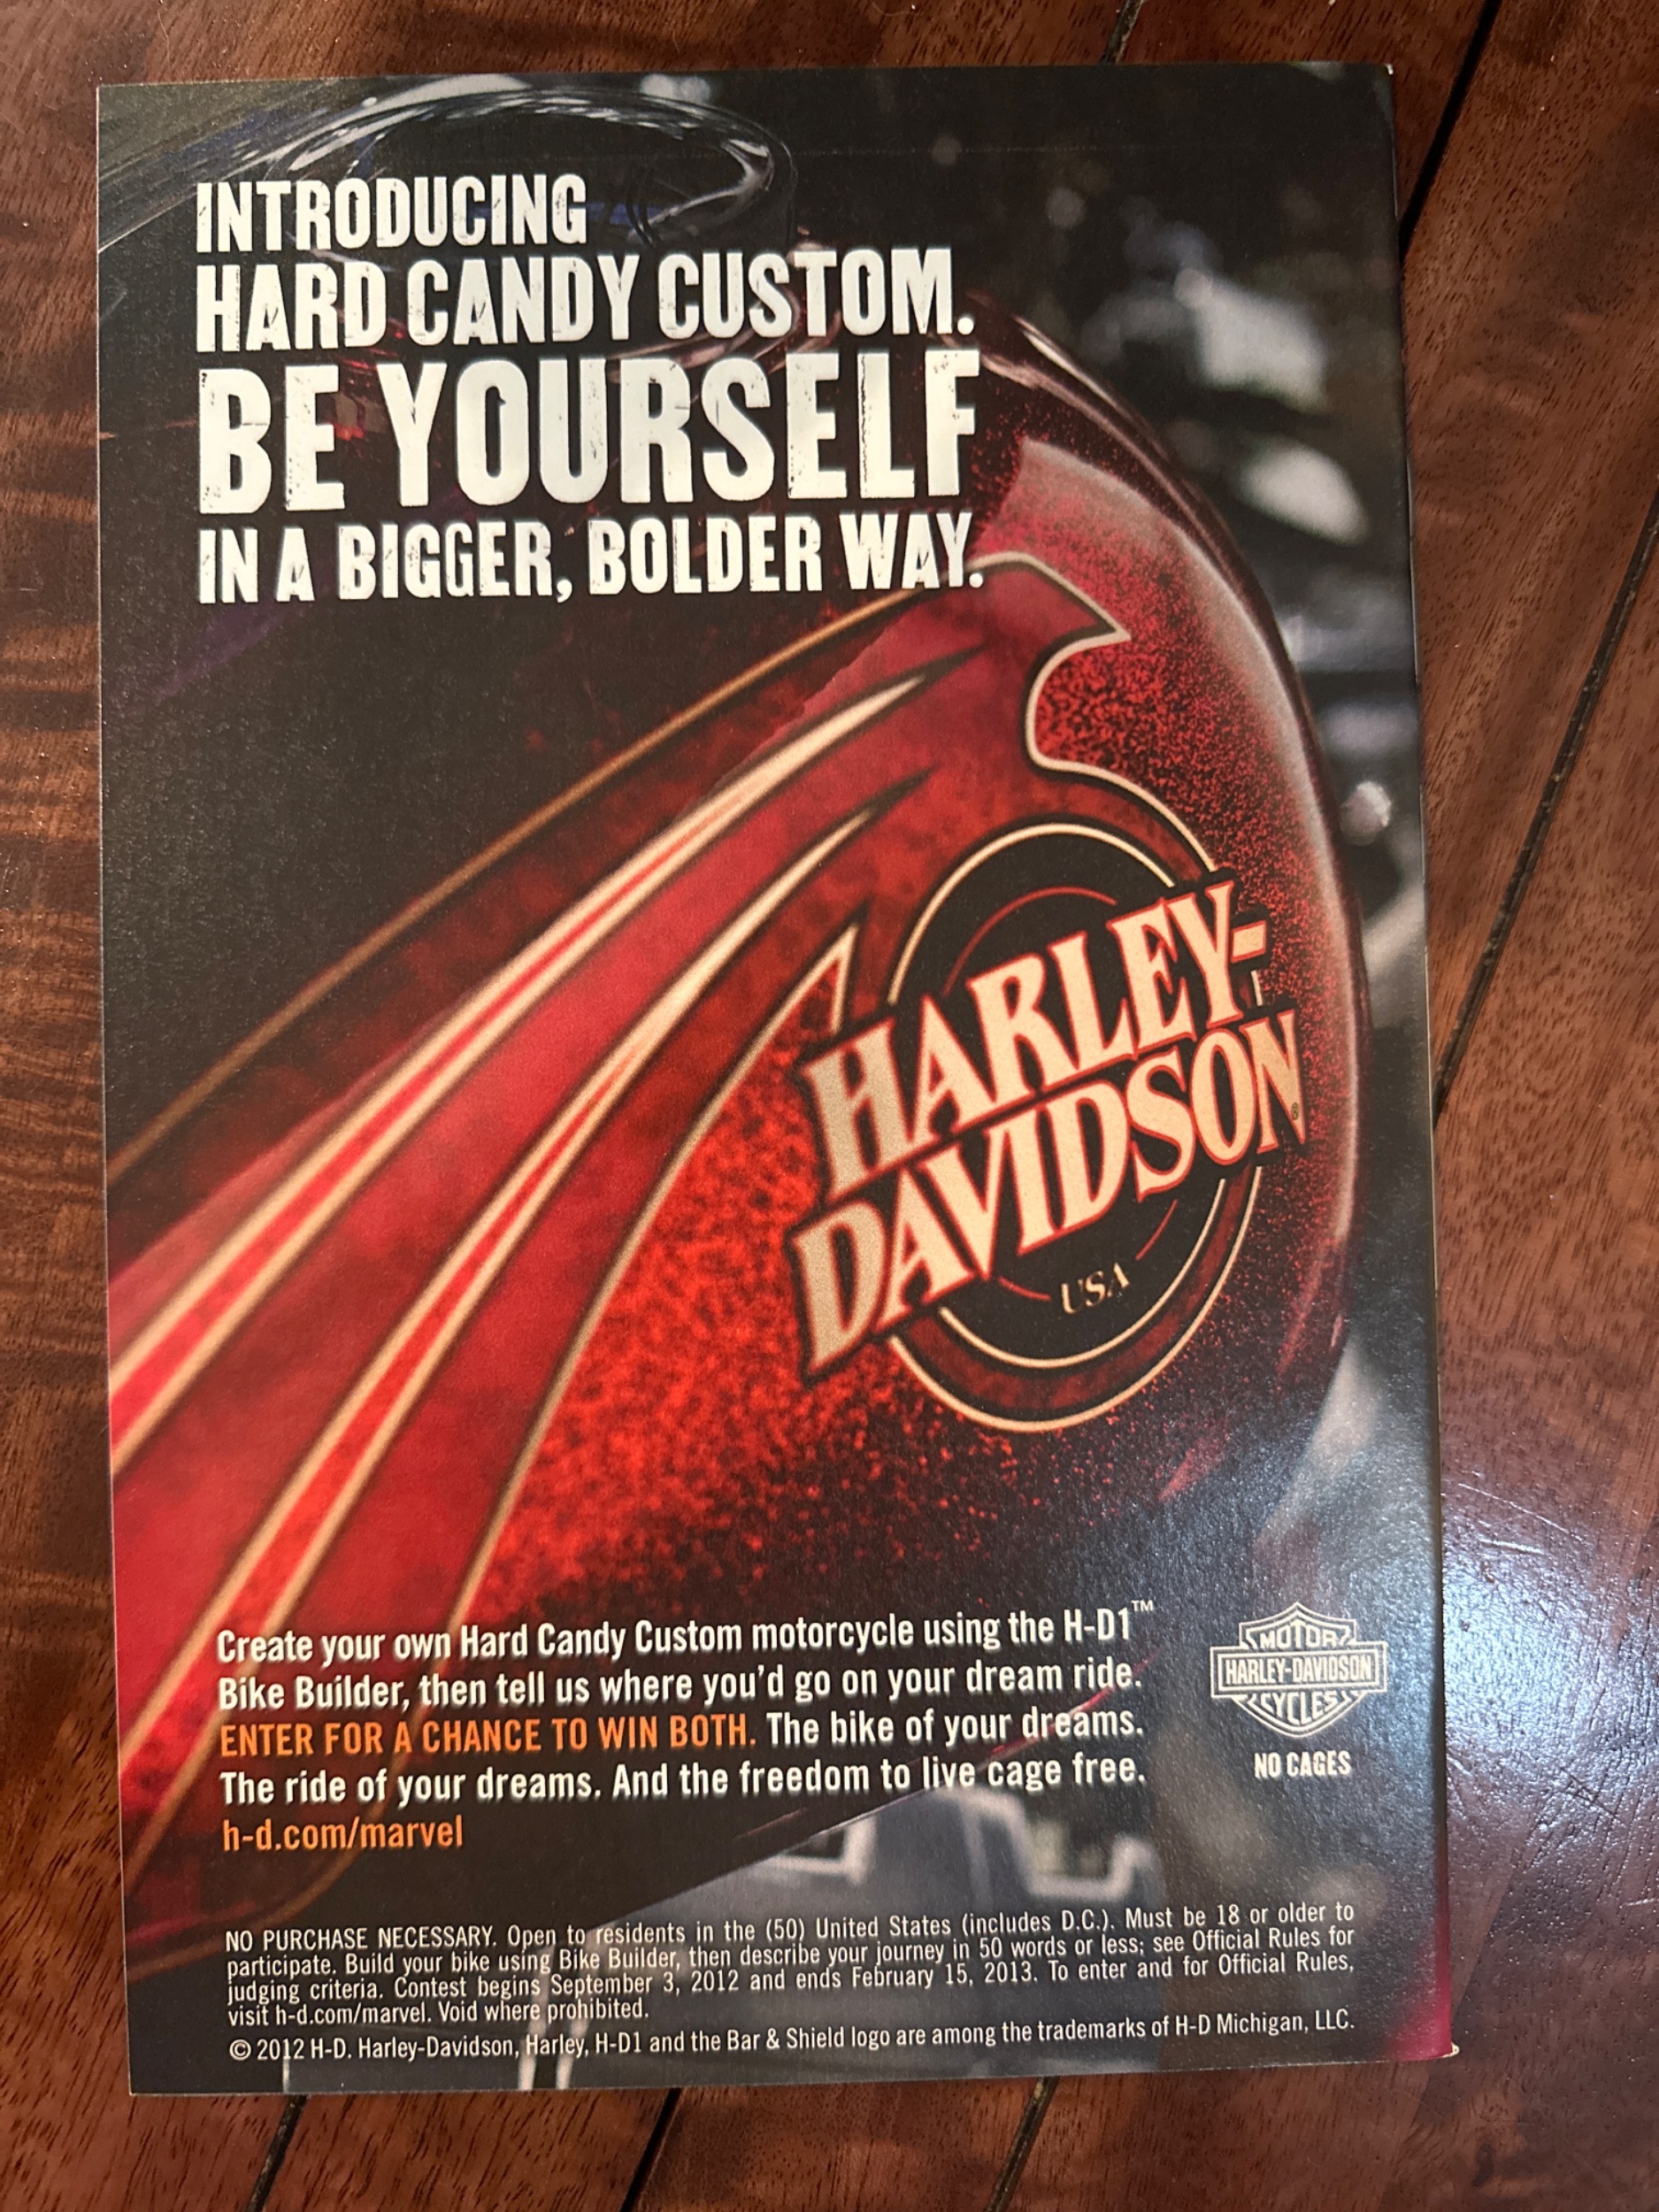 INTRODUCING
HARD CANDY CUSTOM.
BE YOURSELF
IN A BIGGER, BOLDER WAY.
HARLEY-
DAVIDSON®
USA
Create your own Hard Candy Custom motorcycle using the H-D1™
Bike Builder, then tell us where you'd go on your dream ride.
ENTER FOR A CHANCE TO WIN BOTH. The bike of your dreams.
The ride of your dreams. And the freedom to live cage free.
h-d.com/marvel
MOTOR
HARLEY-DAVIDSON
CYCLES
NO CAGES
NO PURCHASE NECESSARY. Open to residents in the (50) United States (includes D.C.). Must be 18 or older to
participate. Build your bike using Bike Builder, then describe your journey in 50 words or less; see Official Rules for
judging criteria. Contest begins September 3, 2012 and ends February 15, 2013. To enter and for Official Rules,
visit h-d.com/marvel. Void where prohibited.
© 2012 H-D. Harley-Davidson, Harley, H-D1 and the Bar & Shield logo are among the trademarks of H-D Michigan, LLC.